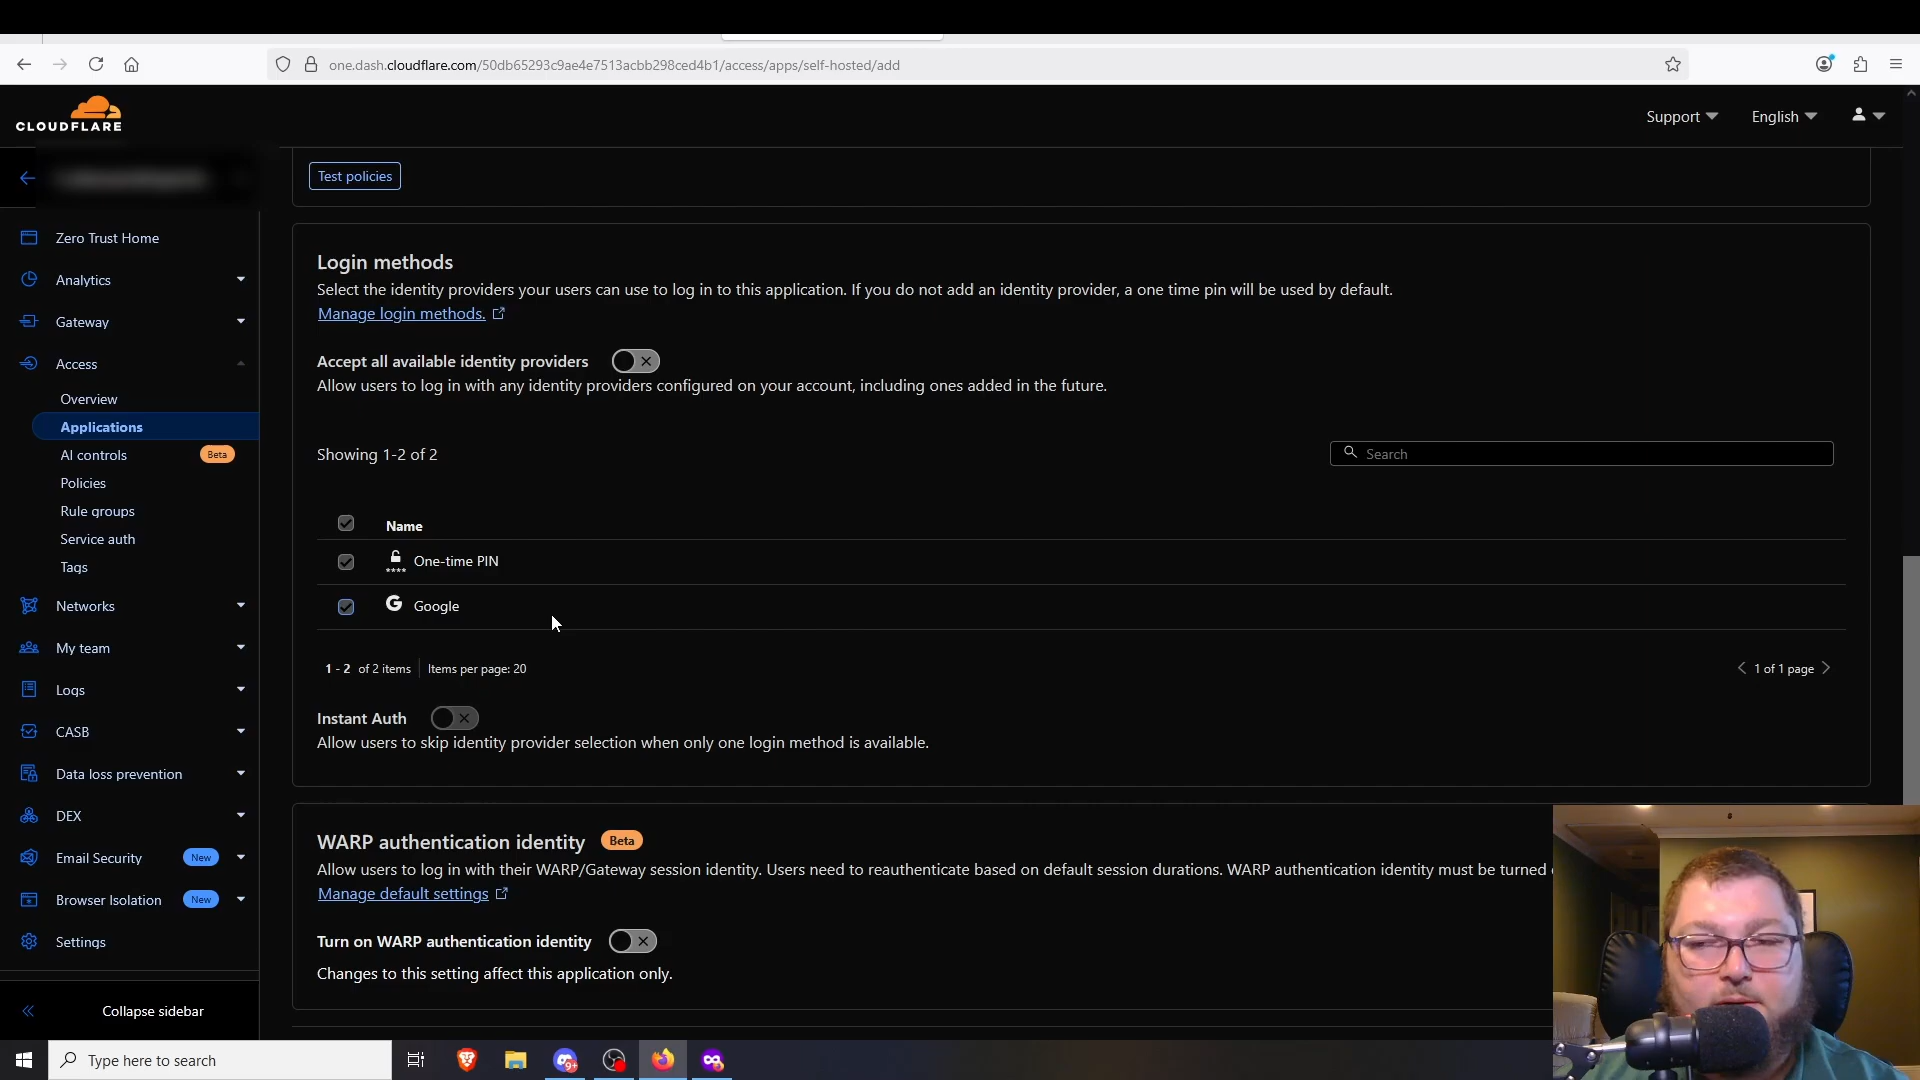 one.dash.cloudflare.com/50db65293c9ae4e7513acbb298ced4b1/access/apps/self-hosted/add
CLOUDFLARE
Support
English
Test policies
Zero Trust Home
Analytics
Gateway
Access
Overview
Applications
AI controls
Beta
Policies
Rule groups
Service auth
Tags
Networks
My team
Logs
CASB
Data loss prevention
DEX
Email Security
New
Browser Isolation
New
Settings
Collapse sidebar
Login methods
Select the identity providers your users can use to log in to this application. If you do not add an identity provider, a one time pin will be used by default.
Manage login methods.
Accept all available identity providers
Allow users to log in with any identity providers configured on your account, including ones added in the future.
Showing 1-2 of 2
Search
Name
One-time PIN
Google
1 - 2 of 2 items
Items per page: 20
1 of 1 page
Instant Auth
Allow users to skip identity provider selection when only one login method is available.
WARP authentication identity
Beta
Allow users to log in with their WARP/Gateway session identity. Users need to reauthenticate based on default session durations. WARP authentication identity must be turned
Manage default settings
Turn on WARP authentication identity
Changes to this setting affect this application only.
Type here to search
9+